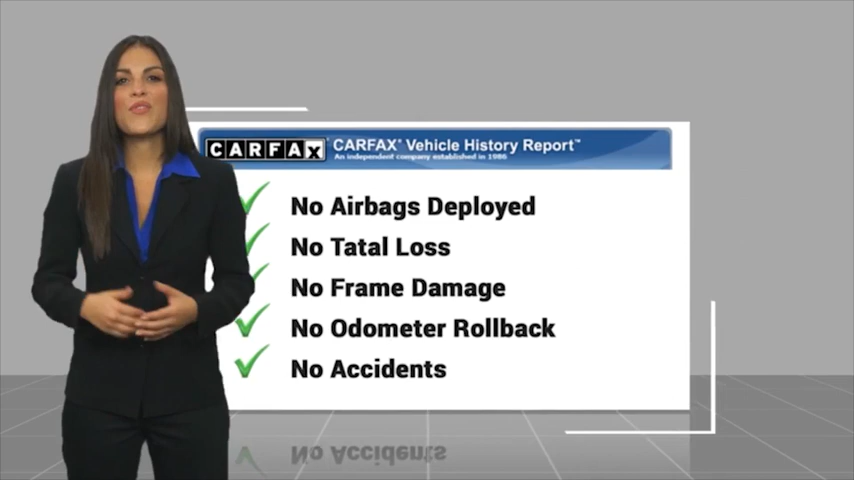 CARFAX CARFAX® Vehicle History Report™
An independent company established in 1986
No Airbags Deployed
No Tatal Loss
No Frame Damage
No Odometer Rollback
No Accidents
No Accidents